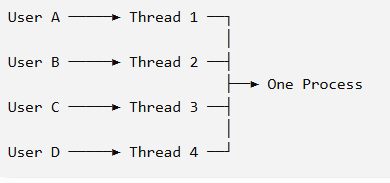 User A Thread 1
User B Thread 2
One Process
User C Thread 3
User D Thread 4